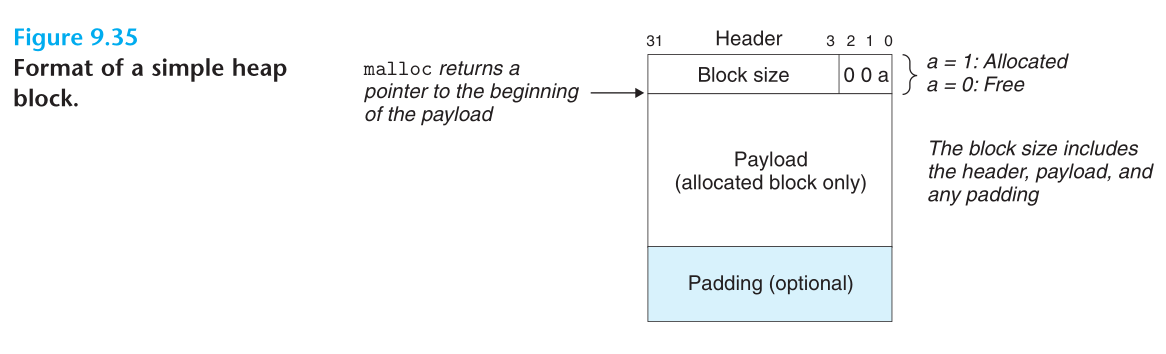 Figure 9.35
Format of a simple heap
block.
malloc returns a
pointer to the beginning
of the payload
31 Header 3 2 1 0
Block size 0 0 a
a = 1: Allocated
a = 0: Free
Payload
(allocated block only)
The block size includes
the header, payload, and
any padding
Padding (optional)